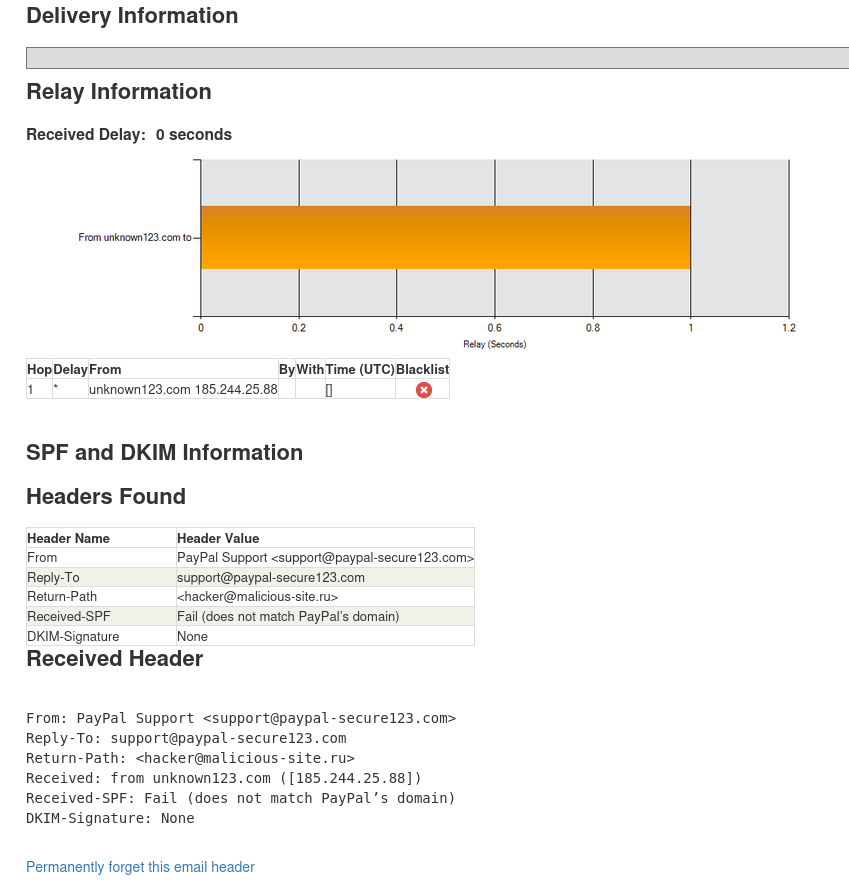 Delivery Information
Relay Information
Received Delay: 0 seconds
From unknown123.com to
0 0.2 0.4 0.6 0.8 1 1.2
Relay (Seconds)
Hop Delay From By With Time (UTC) Blacklist
1 * unknown123.com 185.244.25.88 []
SPF and DKIM Information
Headers Found
Header Name Header Value
From PayPal Support <support@paypal-secure123.com>
Reply-To support@paypal-secure123.com
Return-Path <hacker@malicious-site.ru>
Received-SPF Fail (does not match PayPal’s domain)
DKIM-Signature None
Received Header
From: PayPal Support <support@paypal-secure123.com>
Reply-To: support@paypal-secure123.com
Return-Path: <hacker@malicious-site.ru>
Received: from unknown123.com ([185.244.25.88])
Received-SPF: Fail (does not match PayPal’s domain)
DKIM-Signature: None
Permanently forget this email header